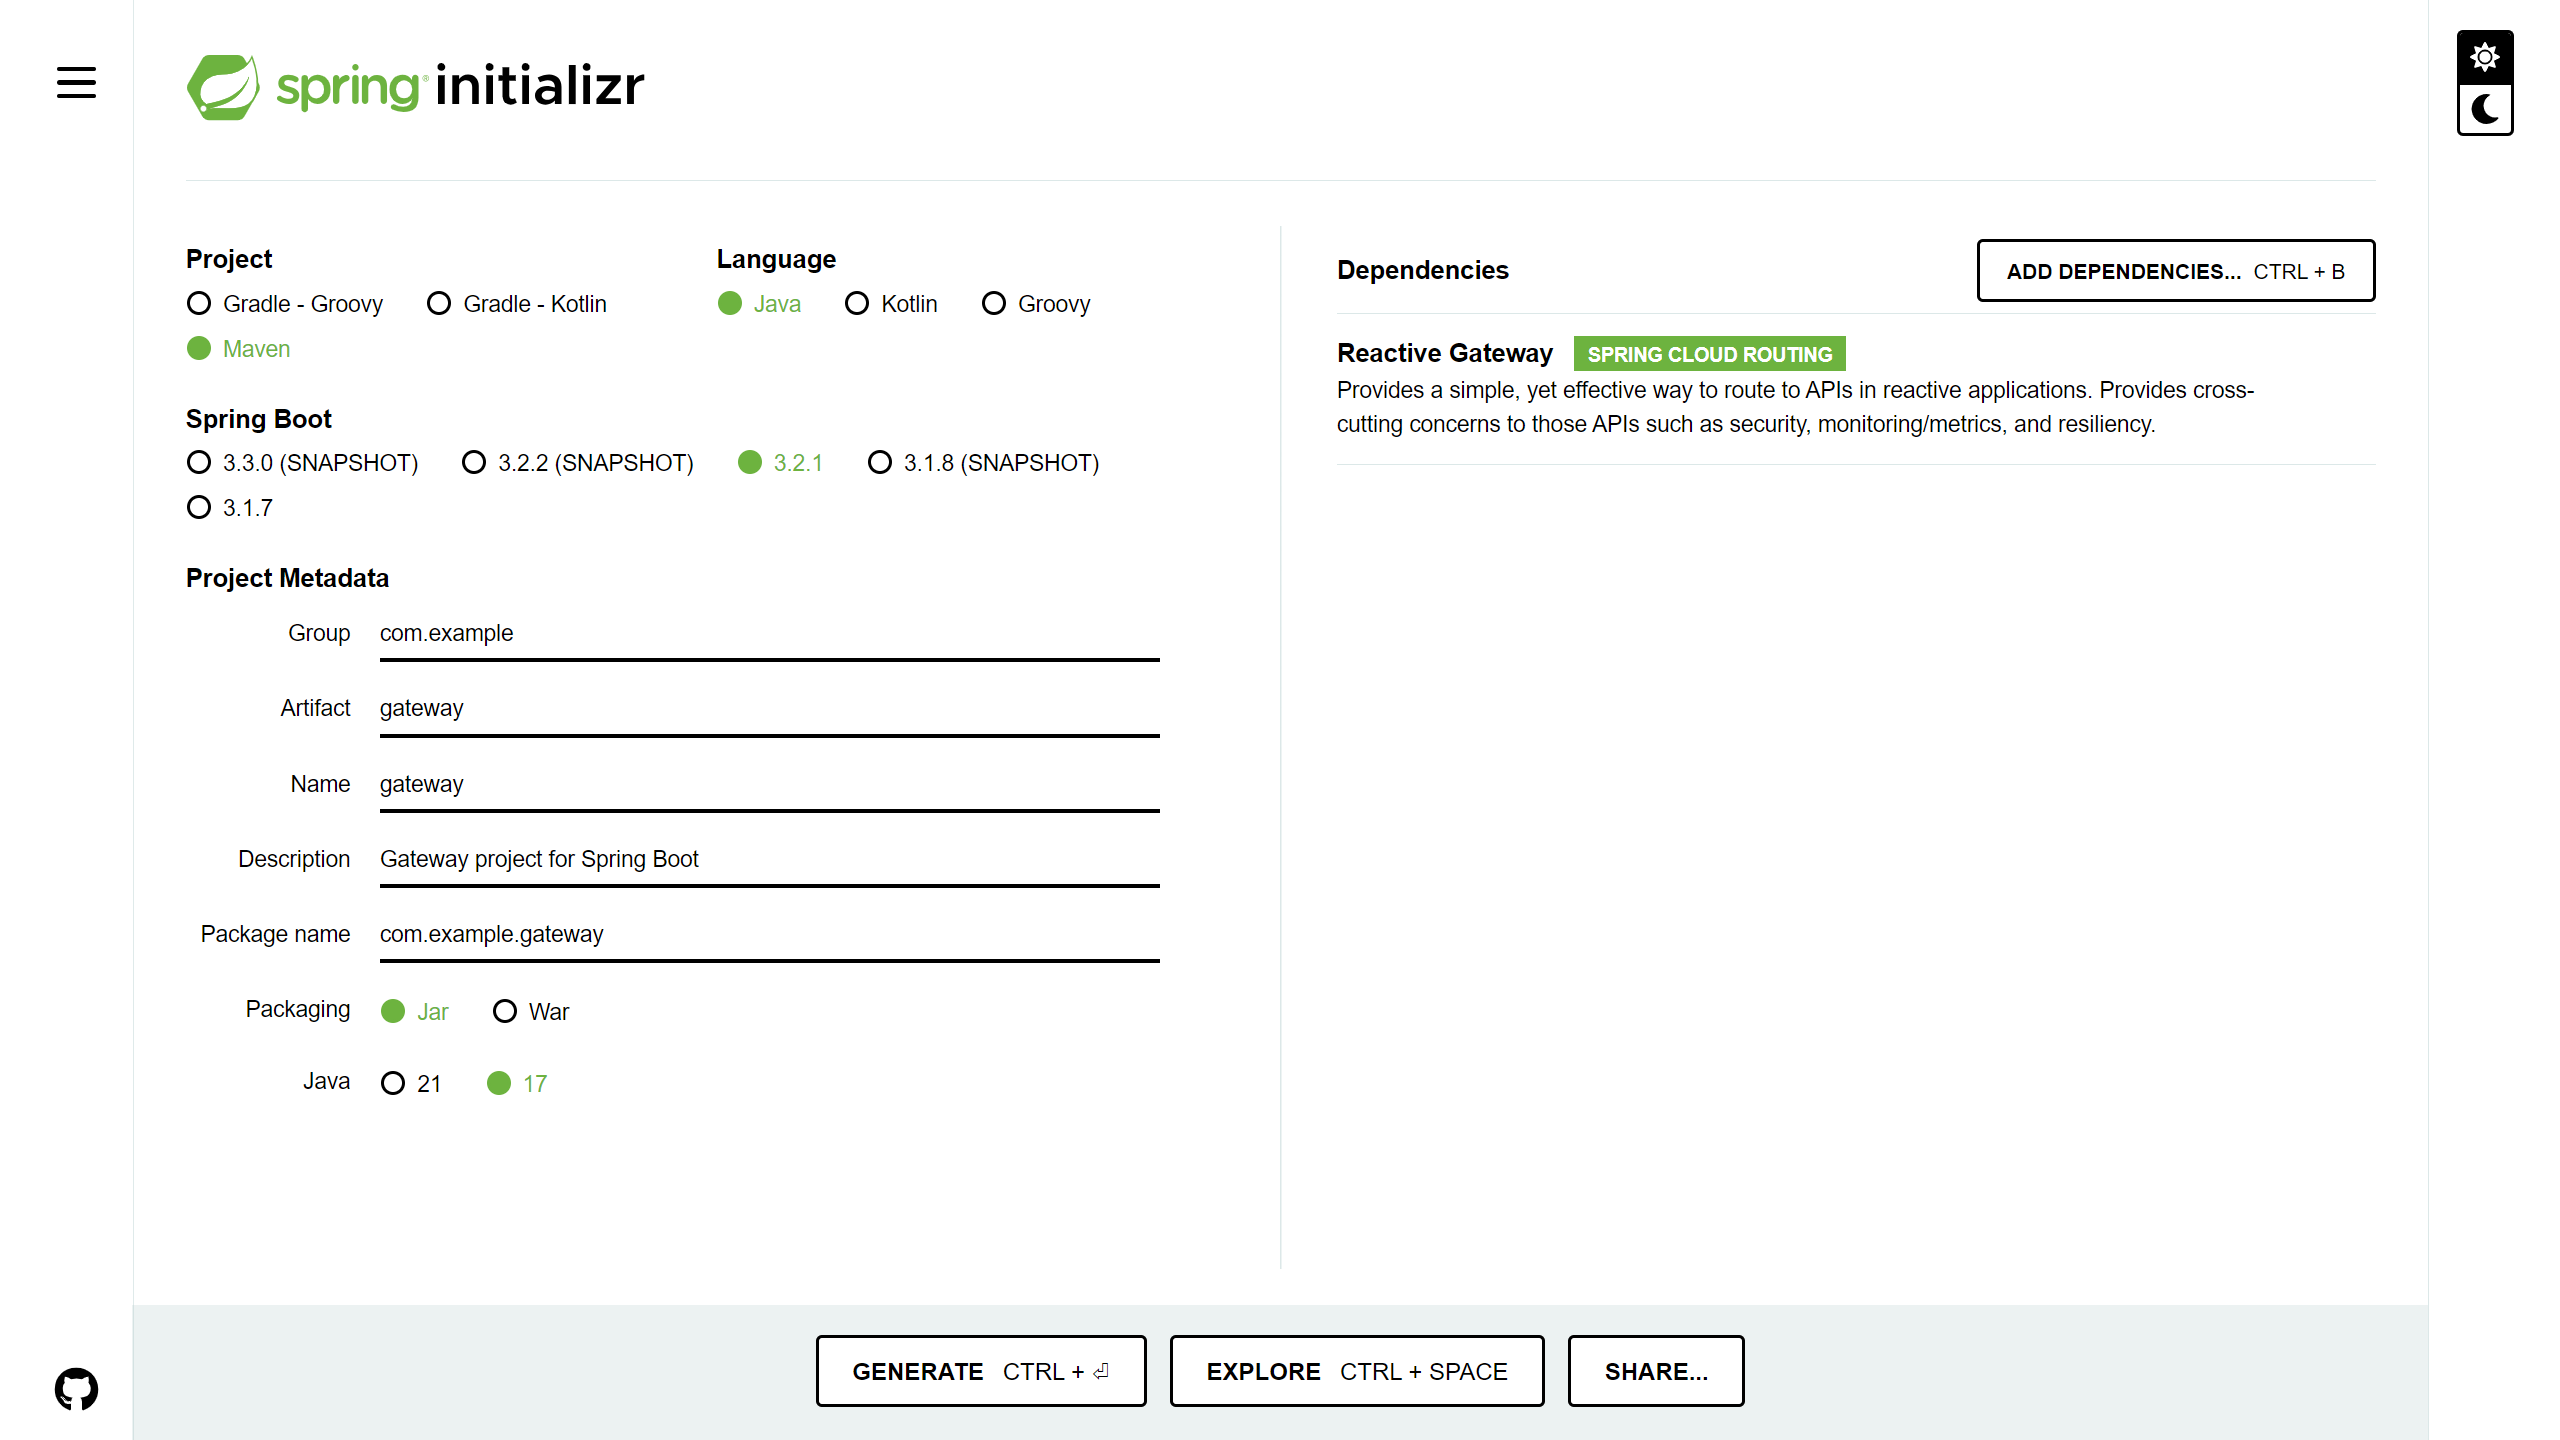 spring initializr
Project
Gradle - Groovy Gradle - Kotlin
Maven
Language
Java Kotlin Groovy
Spring Boot
3.3.0 (SNAPSHOT) 3.2.2 (SNAPSHOT) 3.2.1 3.1.8 (SNAPSHOT)
3.1.7
Project Metadata
Group com.example
Artifact gateway
Name gateway
Description Gateway project for Spring Boot
Package name com.example.gateway
Packaging Jar War
Java 21 17
Dependencies ADD DEPENDENCIES... CTRL + B
Reactive Gateway SPRING CLOUD ROUTING
Provides a simple, yet effective way to route to APIs in reactive applications. Provides cross-
cutting concerns to those APIs such as security, monitoring/metrics, and resiliency.
GENERATE CTRL + ⏎ EXPLORE CTRL + SPACE SHARE...